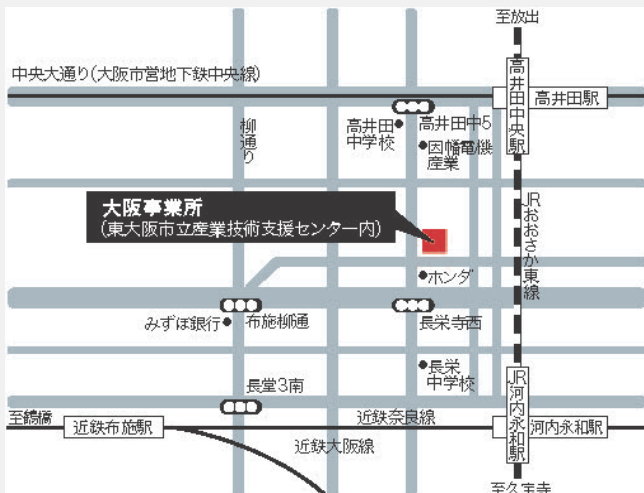 至放出
中央大通り(大阪市営地下鉄中央線)
高井田中央駅
高井田駅
柳通り
高井田
中学校
高井田中5
因幡電機
産業
大阪事業所
(東大阪市立産業技術支援センター内)
JRおおさか東線
ホンダ
みずほ銀行
布施柳通
長栄寺西
長栄
中学校
長堂3南
至鶴橋
近鉄布施駅
近鉄奈良線
近鉄大阪線
JR河内永和駅
河内永和駅
至久宝寺